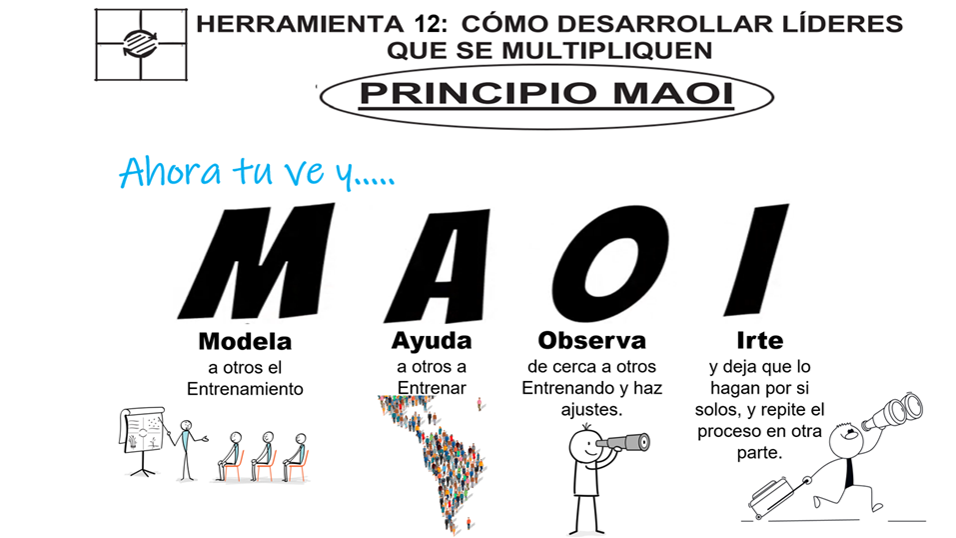 HERRAMIENTA 12: CÓMO DESARROLLAR LÍDERES
QUE SE MULTIPLIQUEN
PRINCIPIO MAOI
Ahora tu ve y.....
M A O I
Modela
a otros el
Entrenamiento
Ayuda
a otros a
Entrenar
Observa
de cerca a otros
Entrenando y haz
ajustes.
Irte
y deja que lo
hagan por si
solos, y repite el
proceso en otra
parte.